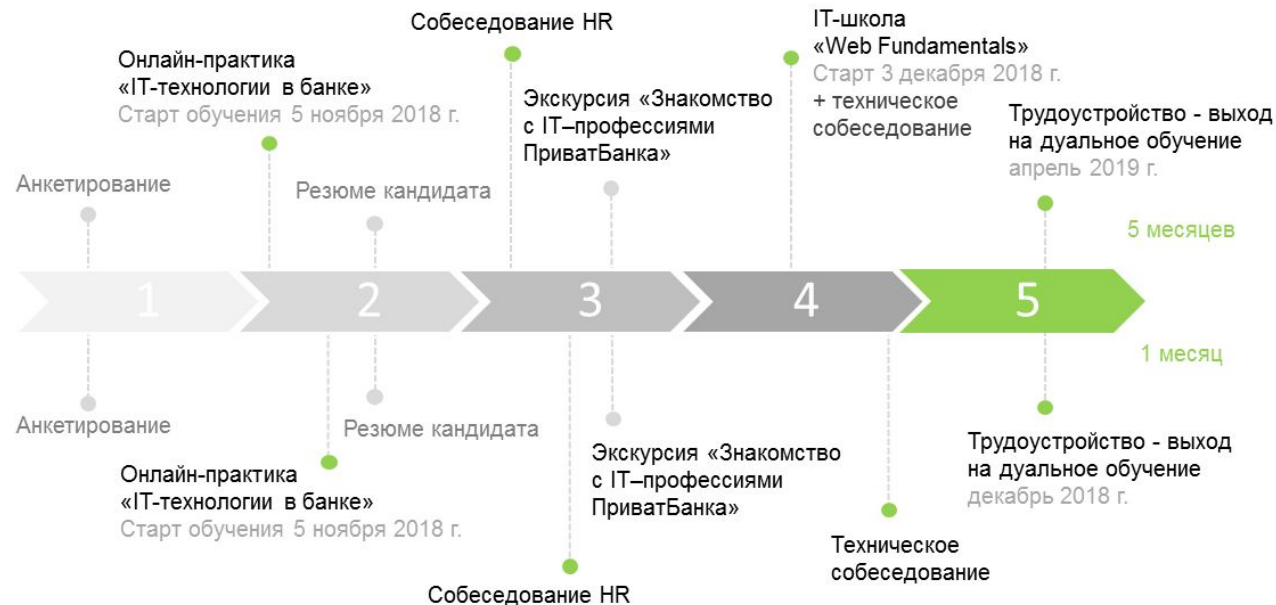 Собеседование HR
IT-школа
«Web Fundamentals»
Старт 3 декабря 2018 г.
+ техническое
собеседование
Онлайн-практика
«IT-технологии в банке»
Старт обучения 5 ноября 2018 г.
Экскурсия «Знакомство
с IT–профессиями
ПриватБанка»
Трудоустройство - выход
на дуальное обучение
апрель 2019 г.
Анкетирование
Резюме кандидата
5 месяцев
1
2
3
4
5
1 месяц
Анкетирование
Резюме кандидата
Экскурсия «Знакомство
с IT–профессиями
ПриватБанка»
Трудоустройство - выход
на дуальное обучение
декабрь 2018 г.
Онлайн-практика
«IT-технологии в банке»
Старт обучения 5 ноября 2018 г.
Техническое
собеседование
Собеседование HR